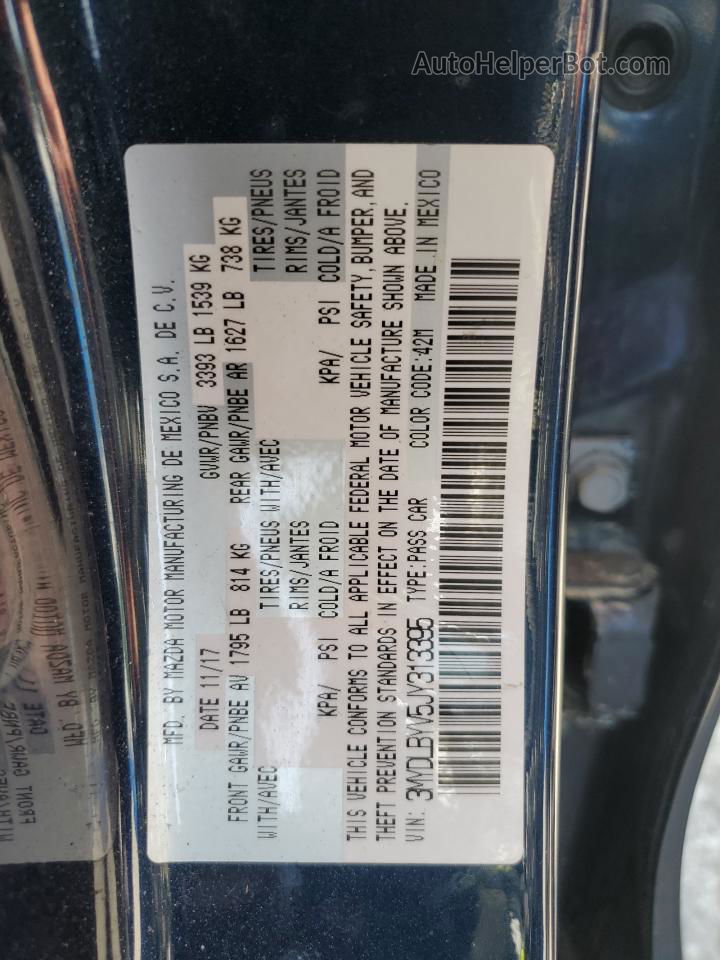 AutoHelperBot.com
MFD. BY MAZDA MOTOR MANUFACTURING DE MEXICO S.A. DE C.V.
DATE 11/17 GVWR/PNBV 3393 LB 1539 KG
FRONT GAWR/PNBE AV 1795 LB 814 KG REAR GAWR/PNBE AR 1627 LB 738 KG
WITH/AVEC TIRES/PNEUS WITH/AVEC TIRES/PNEUS
RIMS/JANTES RIMS/JANTES
KPA/ PSI COLD/A FROID KPA/ PSI COLD/A FROID
THIS VEHICLE CONFORMS TO ALL APPLICABLE FEDERAL MOTOR VEHICLE SAFETY, BUMPER, AND
THEFT PREVENTION STANDARDS IN EFFECT ON THE DATE OF MANUFACTURE SHOWN ABOVE.
VIN: 3MYDLBYV5JY313395 TYPE:PASS CAR COLOR CODE:42M MADE IN MEXICO